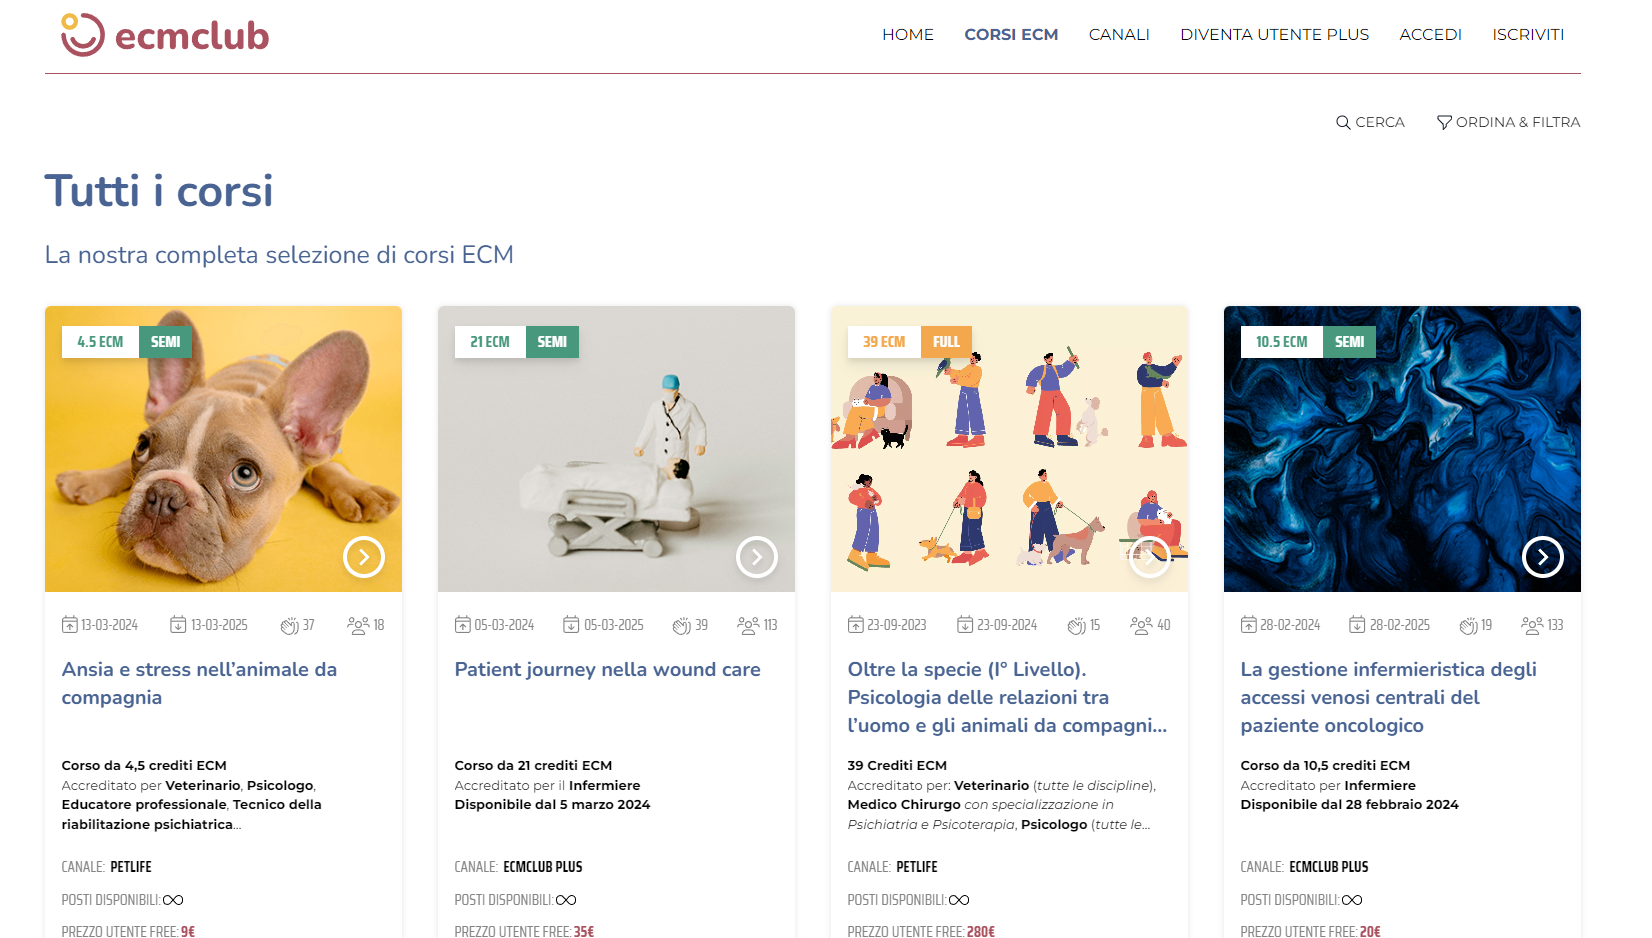 ecmclub
HOME
CORSI ECM
CANALI
DIVENTA UTENTE PLUS
ACCEDI
ISCRIVITI
CERCA
ORDINA & FILTRA
Tutti i corsi
La nostra completa selezione di corsi ECM
4.5 ECM SEMI
13-03-2024 13-03-2025 37 18
Ansia e stress nell’animale da
compagnia
Corso da 4,5 crediti ECM
Accreditato per Veterinario, Psicologo,
Educatore professionale, Tecnico della
riabilitazione psichiatrica...
CANALE: PETLIFE
POSTI DISPONIBILI:
PREZZO UTENTE FREE: 9€
21 ECM SEMI
05-03-2024 05-03-2025 39 113
Patient journey nella wound care
Corso da 21 crediti ECM
Accreditato per il Infermiere
Disponibile dal 5 marzo 2024
CANALE: ECMCLUB PLUS
POSTI DISPONIBILI:
PREZZO UTENTE FREE: 35€
39 ECM FULL
23-09-2023 23-09-2024 15 40
Oltre la specie (I° Livello).
Psicologia delle relazioni tra
l’uomo e gli animali da compagni...
39 Crediti ECM
Accreditato per: Veterinario (tutte le discipline),
Medico Chirurgo con specializzazione in
Psichiatria e Psicoterapia, Psicologo (tutte le...
CANALE: PETLIFE
POSTI DISPONIBILI:
PREZZO UTENTE FREE: 280€
10.5 ECM SEMI
28-02-2024 28-02-2025 19 133
La gestione infermieristica degli
accessi venosi centrali del
paziente oncologico
Corso da 10,5 crediti ECM
Accreditato per Infermiere
Disponibile dal 28 febbraio 2024
CANALE: ECMCLUB PLUS
POSTI DISPONIBILI:
PREZZO UTENTE FREE: 20€